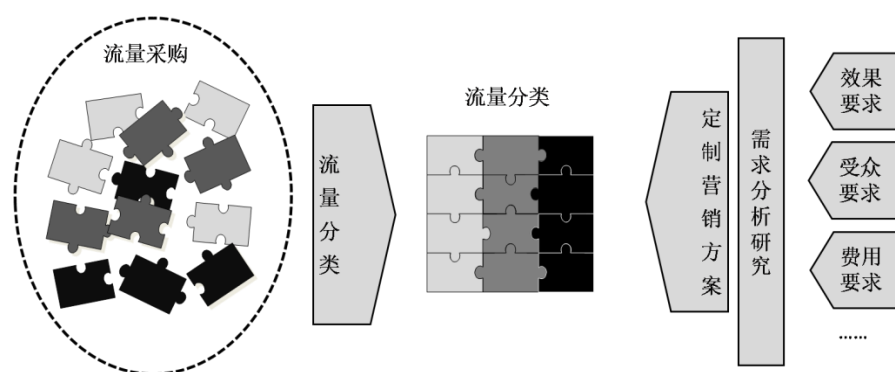 流量采购
流量分类
流量分类
定制营销方案
需求分析研究
效果
要求
受众
要求
费用
要求
……